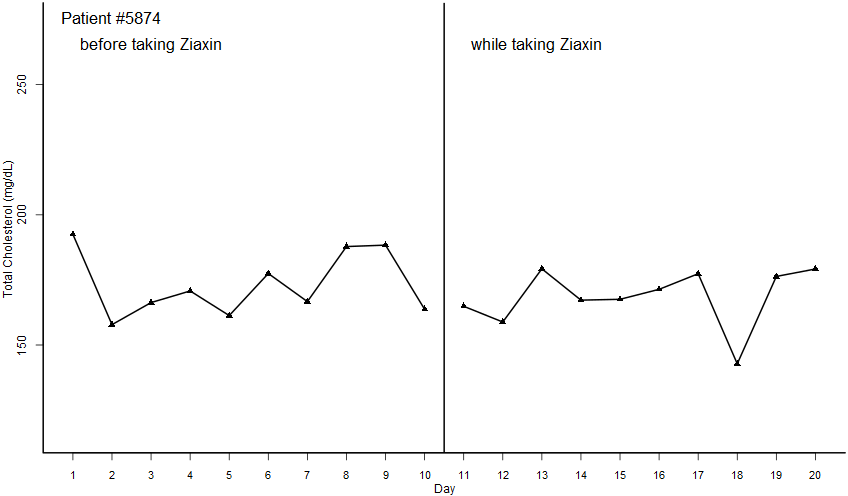 Patient #5874
before taking Ziaxin
while taking Ziaxin
Total Cholesterol (mg/dL)
250
200
150
1 2 3 4 5 6 7 8 9 10 11 12 13 14 15 16 17 18 19 20
Day